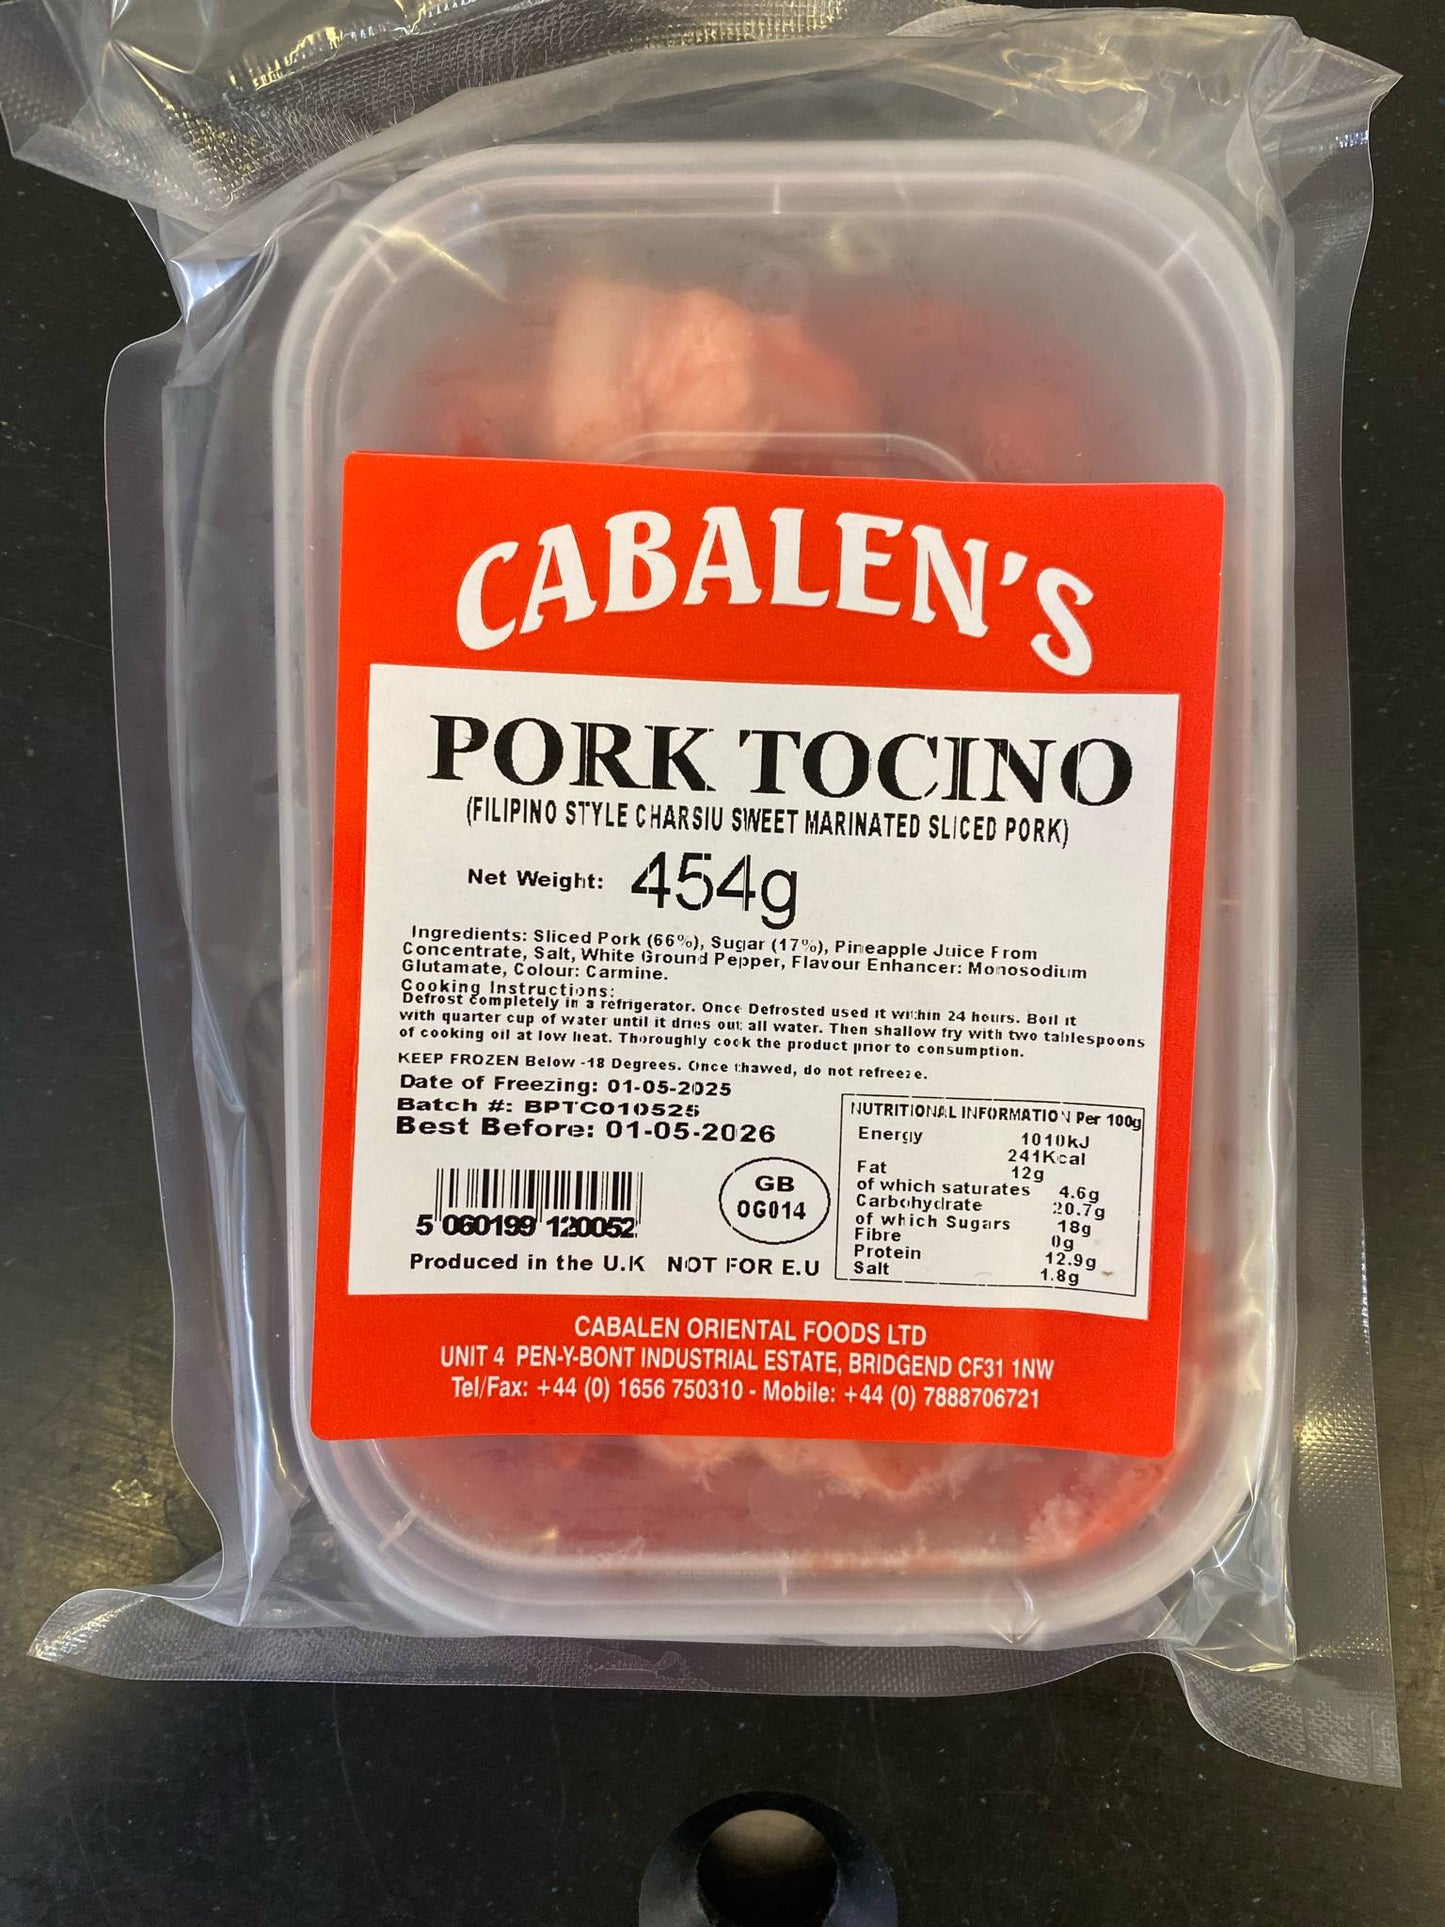 CABALEN'S
PORK TOCINO
(FILIPINO STYLE CHARSIU SWEET MARINATED SLICED PORK)
Net Weight: 454g
Ingredients: Sliced Pork (66%), Sugar (17%), Pineapple Juice From
Concentrate, Salt, White Ground Pepper, Flavour Enhancer: Monosodium
Glutamate, Colour: Carmine.
Cooking Instructions:
Defrost completely in a refrigerator. Once Defrosted used it within 24 hours. Boil it
with quarter cup of water until it dries out all water. Then shallow fry with two tablespoons
of cooking oil at low heat. Thoroughly cook the product prior to consumption.
KEEP FROZEN Below -18 Degrees. Once thawed, do not refreeze.
Date of Freezing: 01-05-2025
Batch #: BPTC010525
Best Before: 01-05-2026
5 060199 120052
GB
OG014
Produced in the U.K NOT FOR E.U
NUTRITIONAL INFORMATION Per 100g
Energy 1010kJ
241Kcal
Fat 12g
of which saturates 4.6g
Carbohydrate 20.7g
of which Sugars 18g
Fibre 0g
Protein 12.9g
Salt 1.8g
CABALEN ORIENTAL FOODS LTD
UNIT 4 PEN-Y-BONT INDUSTRIAL ESTATE, BRIDGEND CF31 1NW
Tel/Fax: +44 (0) 1656 750310 - Mobile: +44 (0) 7888706721